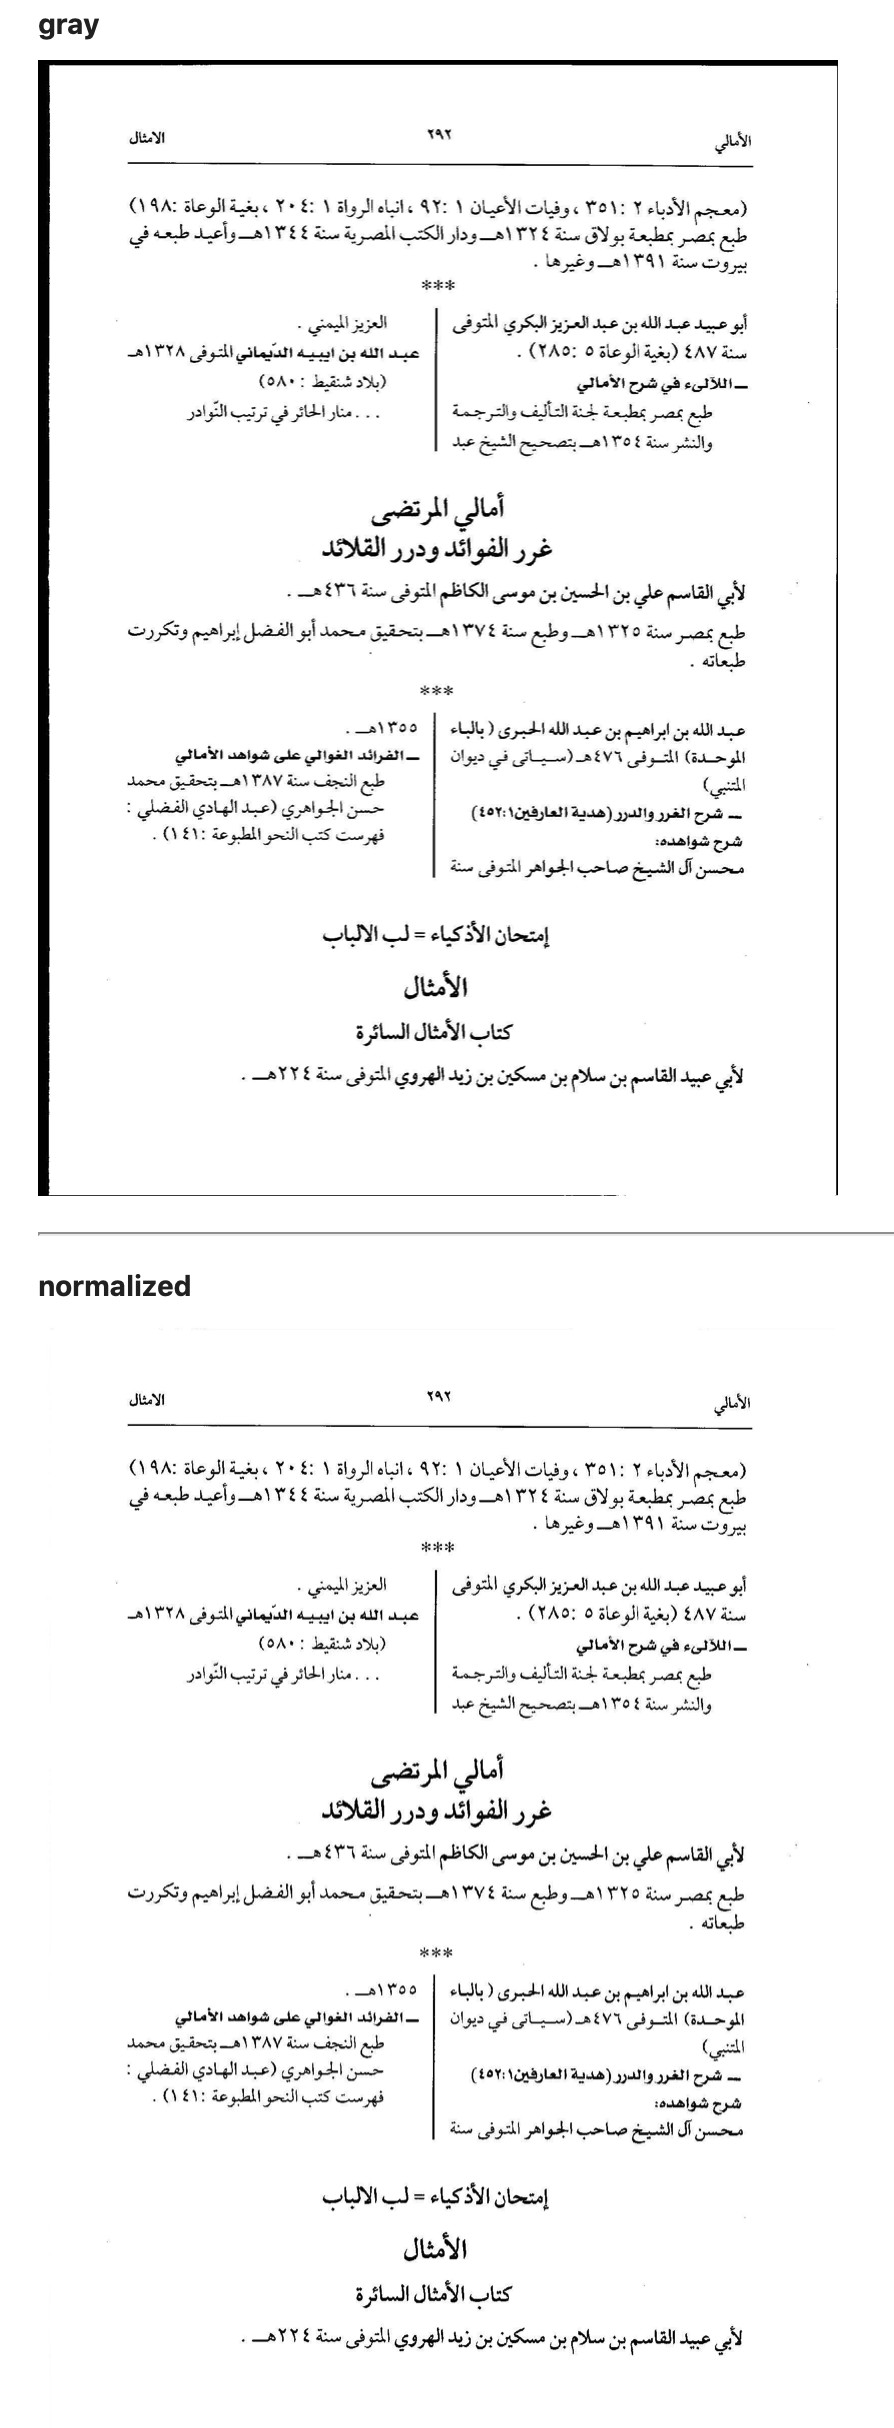 gray
الأمالي
٢٩٢
الامثال
(معجم الأدباء ٢ :٣٥١ ، وفيات الأعيان ١ :٩٢ ، انباه الرواة ١ :٢٠٤ ، بغية الوعاة :١٩٨)
طبع بمصر بمطبعة بولاق سنة ١٣٢٤هـ ودار الكتب المصرية سنة ١٣٤٤هـ وأعيد طبعه في
بيروت سنة ١٣٩١هـ وغيرها .
***
أبو عبيد عبد الله بن عبد العزيز البكري المتوفى
سنة ٤٨٧ (بغية الوعاة ٥ :٢٨٥) .
ــ اللآلىء في شرح الأمالي
طبع بمصر بمطبعة لجنة التأليف والترجمة
والنشر سنة ١٣٥٤هـ بتصحيح الشيخ عبد
العزيز الميمني .
عبد الله بن ابييه الدّيماني المتوفى ١٣٢٨هـ
(بلاد شنقيط : ٥٨٠)
. . . منار الحائر في ترتيب النّوادر
أمالي المرتضى
غرر الفوائد ودرر القلائد
لأبي القاسم علي بن الحسين بن موسى الكاظم المتوفى سنة ٤٣٦هـ .
طبع بمصر سنة ١٣٢٥هـ وطبع سنة ١٣٧٤هـ بتحقيق محمد أبو الفضل إبراهيم وتكررت
طبعاته .
***
عبد الله بن ابراهيم بن عبد الله الحبرى ( بالباء
الموحدة) المتوفى ٤٧٦هـ (سيأتى في ديوان
المتنبي)
ــ شرح الغرر والدرر (هدية العارفين١ :٤٥٢)
شرح شواهده:
محسن آل الشيخ صاحب الجواهر المتوفى سنة
١٣٥٥هـ .
ــ الفرائد الغوالي على شواهد الأمالي
طبع النجف سنة ١٣٨٧هـ بتحقيق محمد
حسن الجواهري (عبد الهادي الفضلي :
فهرست كتب النحو المطبوعة :١٤١) .
إمتحان الأذكياء = لب الالباب
الأمثال
كتاب الأمثال السائرة
لأبي عبيد القاسم بن سلام بن مسكين بن زيد الهروي المتوفى سنة ٢٢٤هـ .
normalized
الأمالي
٢٩٢
الامثال
(معجم الأدباء ٢ :٣٥١ ، وفيات الأعيان ١ :٩٢ ، انباه الرواة ١ :٢٠٤ ، بغية الوعاة :١٩٨)
طبع بمصر بمطبعة بولاق سنة ١٣٢٤هـ ودار الكتب المصرية سنة ١٣٤٤هـ وأعيد طبعه في
بيروت سنة ١٣٩١هـ وغيرها .
***
أبو عبيد عبد الله بن عبد العزيز البكري المتوفى
سنة ٤٨٧ (بغية الوعاة ٥ :٢٨٥) .
ــ اللآلىء في شرح الأمالي
طبع بمصر بمطبعة لجنة التأليف والترجمة
والنشر سنة ١٣٥٤هـ بتصحيح الشيخ عبد
العزيز الميمني .
عبد الله بن ابييه الدّيماني المتوفى ١٣٢٨هـ
(بلاد شنقيط : ٥٨٠)
. . . منار الحائر في ترتيب النّوادر
أمالي المرتضى
غرر الفوائد ودرر القلائد
لأبي القاسم علي بن الحسين بن موسى الكاظم المتوفى سنة ٤٣٦هـ .
طبع بمصر سنة ١٣٢٥هـ وطبع سنة ١٣٧٤هـ بتحقيق محمد أبو الفضل إبراهيم وتكررت
طبعاته .
***
عبد الله بن ابراهيم بن عبد الله الحبرى ( بالباء
الموحدة) المتوفى ٤٧٦هـ (سيأتى في ديوان
المتنبي)
ــ شرح الغرر والدرر (هدية العارفين١ :٤٥٢)
شرح شواهده:
محسن آل الشيخ صاحب الجواهر المتوفى سنة
١٣٥٥هـ .
ــ الفرائد الغوالي على شواهد الأمالي
طبع النجف سنة ١٣٨٧هـ بتحقيق محمد
حسن الجواهري (عبد الهادي الفضلي :
فهرست كتب النحو المطبوعة :١٤١) .
إمتحان الأذكياء = لب الالباب
الأمثال
كتاب الأمثال السائرة
لأبي عبيد القاسم بن سلام بن مسكين بن زيد الهروي المتوفى سنة ٢٢٤هـ .